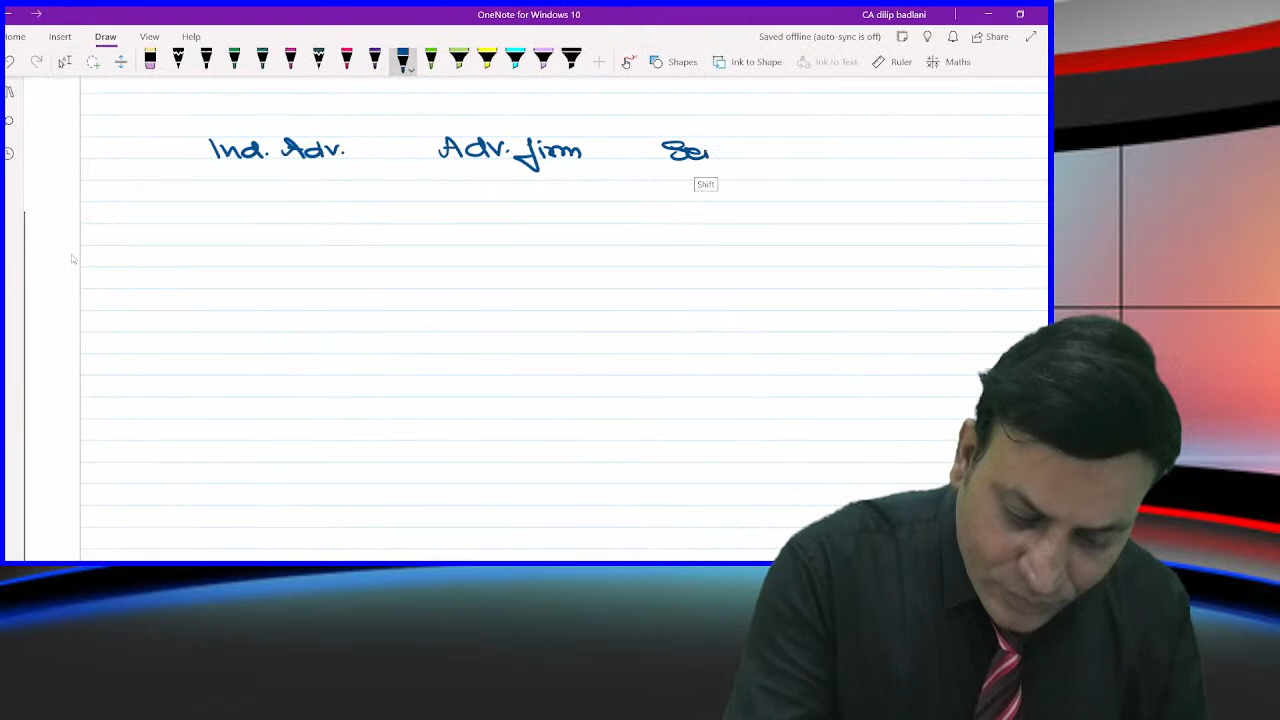 OneNote for Windows 10
CA dilip badlani
Insert Draw View Help
Saved offline (auto-sync is off) Share
Shapes Ink to Shape Ink to Text Ruler Maths
Ind. Adv. Adv. firm Sei
Shift